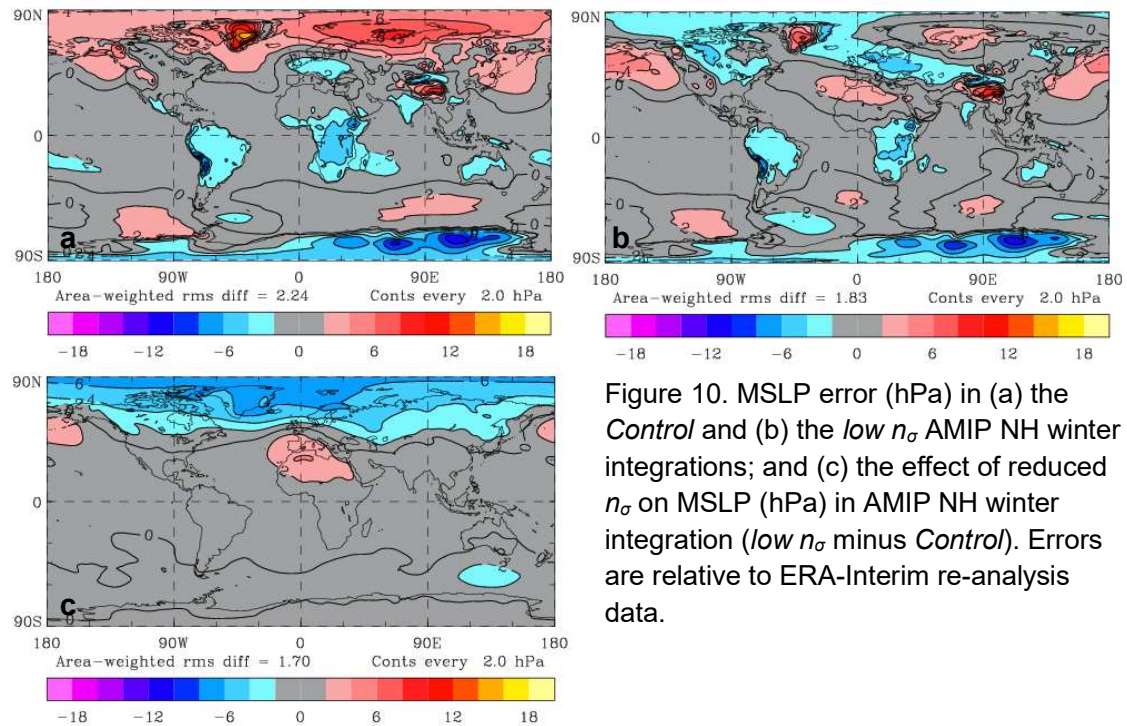 90N
0
90S
180
90W
0
90E
180
a
Area-weighted rms diff = 2.24
Conts every 2.0 hPa
−18
−12
−6
0
6
12
18
90N
0
90S
180
90W
0
90E
180
b
Area-weighted rms diff = 1.83
Conts every 2.0 hPa
−18
−12
−6
0
6
12
18
90N
0
90S
180
90W
0
90E
180
c
Area-weighted rms diff = 1.70
Conts every 2.0 hPa
−18
−12
−6
0
6
12
18
Figure 10. MSLP error (hPa) in (a) the
Control and (b) the low nσ AMIP NH winter
integrations; and (c) the effect of reduced
nσ on MSLP (hPa) in AMIP NH winter
integration (low nσ minus Control). Errors
are relative to ERA-Interim re-analysis
data.